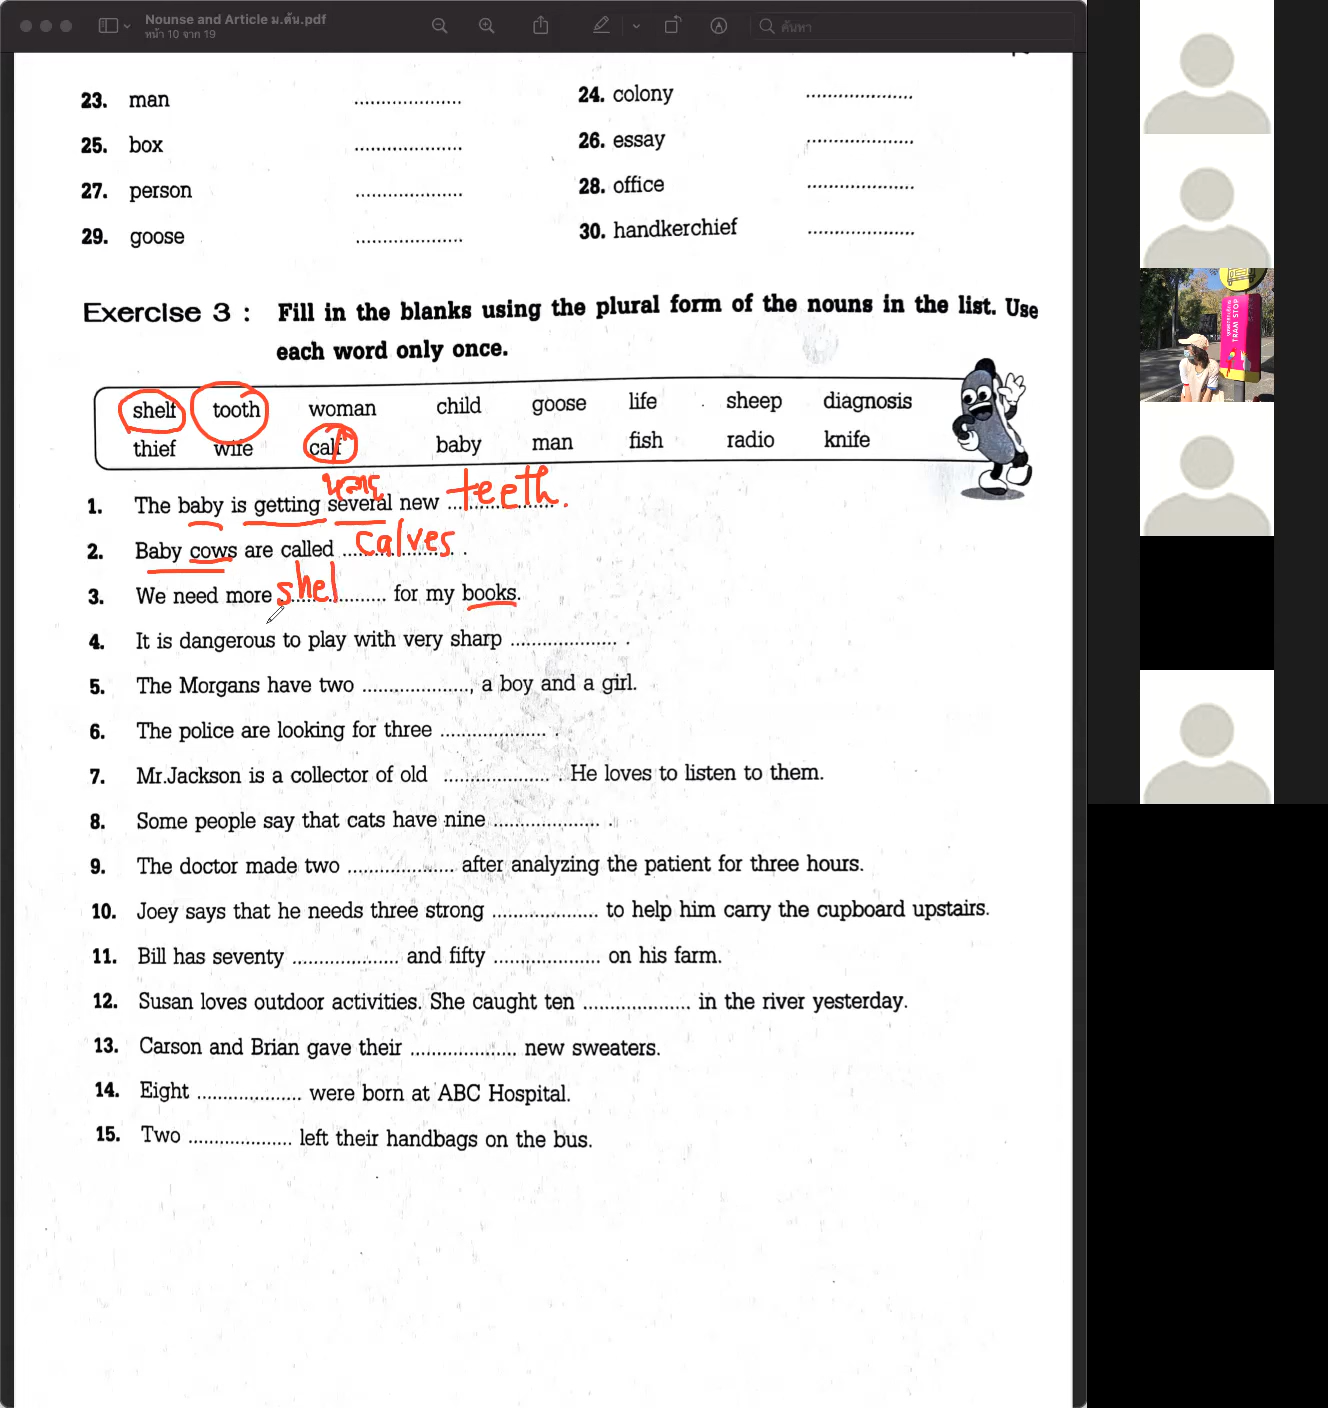 Nounse and Article ม.ต้น.pdf
หน้า 10 จาก 19
ค้นหา
23. man .................... 24. colony ....................
25. box .................... 26. essay ....................
27. person .................... 28. office ....................
29. goose .................... 30. handkerchief ....................
TRAM STOP
Exercise 3 : Fill in the blanks using the plural form of the nouns in the list. Use
each word only once.
shelf tooth woman child goose life sheep diagnosis
thief wife calf baby man fish radio knife
หลาย
1. The baby is getting several new teeth.
2. Baby cows are called calves .
3. We need more shel .................... for my books.
4. It is dangerous to play with very sharp .................... .
5. The Morgans have two ...................., a boy and a girl.
6. The police are looking for three .................... .
7. Mr.Jackson is a collector of old .................... . He loves to listen to them.
8. Some people say that cats have nine .................... .
9. The doctor made two .................... after analyzing the patient for three hours.
10. Joey says that he needs three strong .................... to help him carry the cupboard upstairs.
11. Bill has seventy .................... and fifty .................... on his farm.
12. Susan loves outdoor activities. She caught ten .................... in the river yesterday.
13. Carson and Brian gave their .................... new sweaters.
14. Eight .................... were born at ABC Hospital.
15. Two .................... left their handbags on the bus.